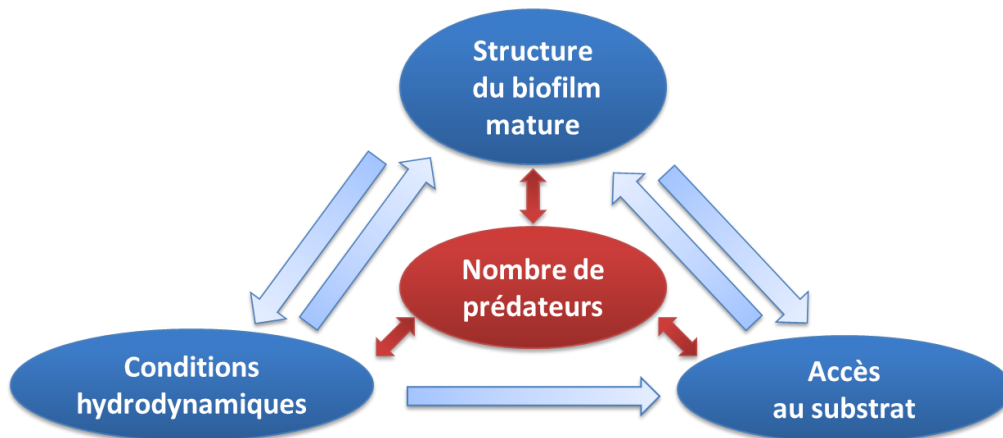 Structure
du biofilm
mature
Nombre de
prédateurs
Conditions
hydrodynamiques
Accès
au substrat